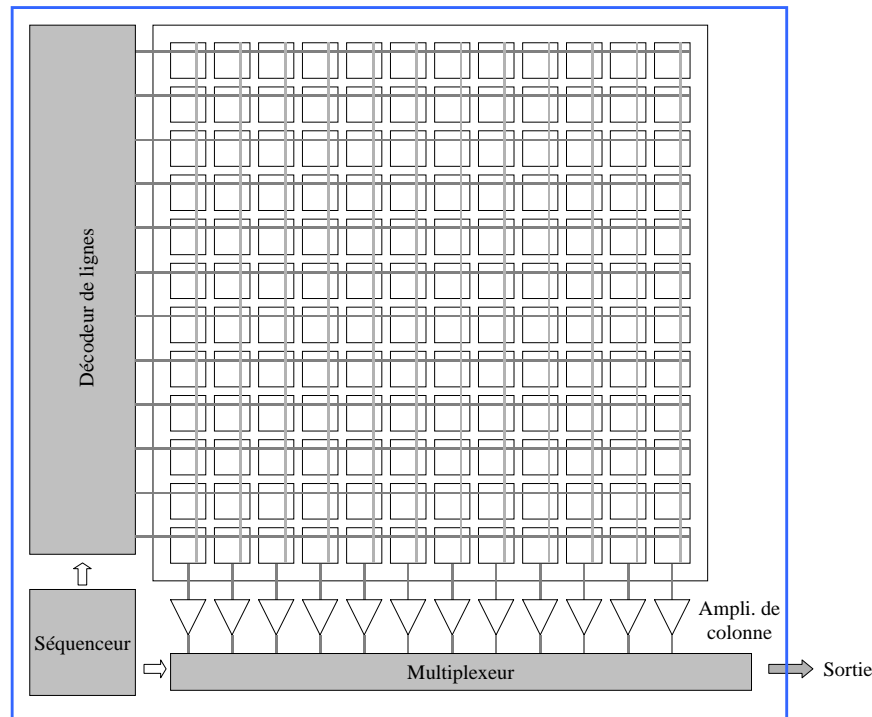 Décodeur de lignes
Ampli. de
colonne
Séquenceur
Multiplexeur
Sortie